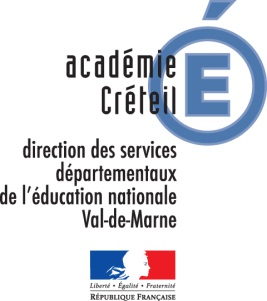 académie
Créteil
É
direction des services
départementaux
de l'éducation nationale
Val-de-Marne
Liberté • Égalité • Fraternité
RÉPUBLIQUE FRANÇAISE